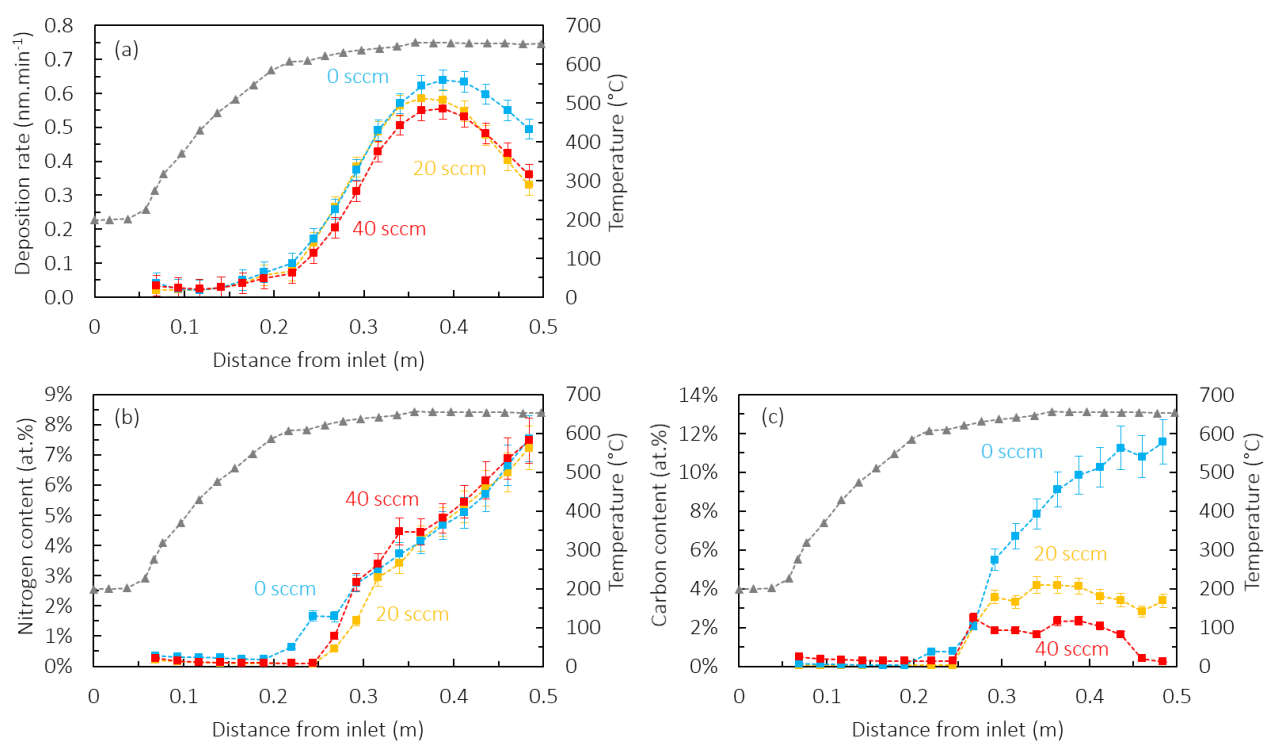 (a)
Deposition rate (nm.min⁻¹)
0.8
0.7
0.6
0.5
0.4
0.3
0.2
0.1
0.0
0 sccm
20 sccm
40 sccm
700
600
500
400
300
200
100
0
Temperature (°C)
0 0.1 0.2 0.3 0.4 0.5
Distance from inlet (m)
(b)
Nitrogen content (at.%)
9%
8%
7%
6%
5%
4%
3%
2%
1%
0%
40 sccm
0 sccm
20 sccm
700
600
500
400
300
200
100
0
Temperature (°C)
0 0.1 0.2 0.3 0.4 0.5
Distance from inlet (m)
(c)
Carbon content (at.%)
14%
12%
10%
8%
6%
4%
2%
0%
0 sccm
20 sccm
40 sccm
700
600
500
400
300
200
100
0
Temperature (°C)
0 0.1 0.2 0.3 0.4 0.5
Distance from inlet (m)